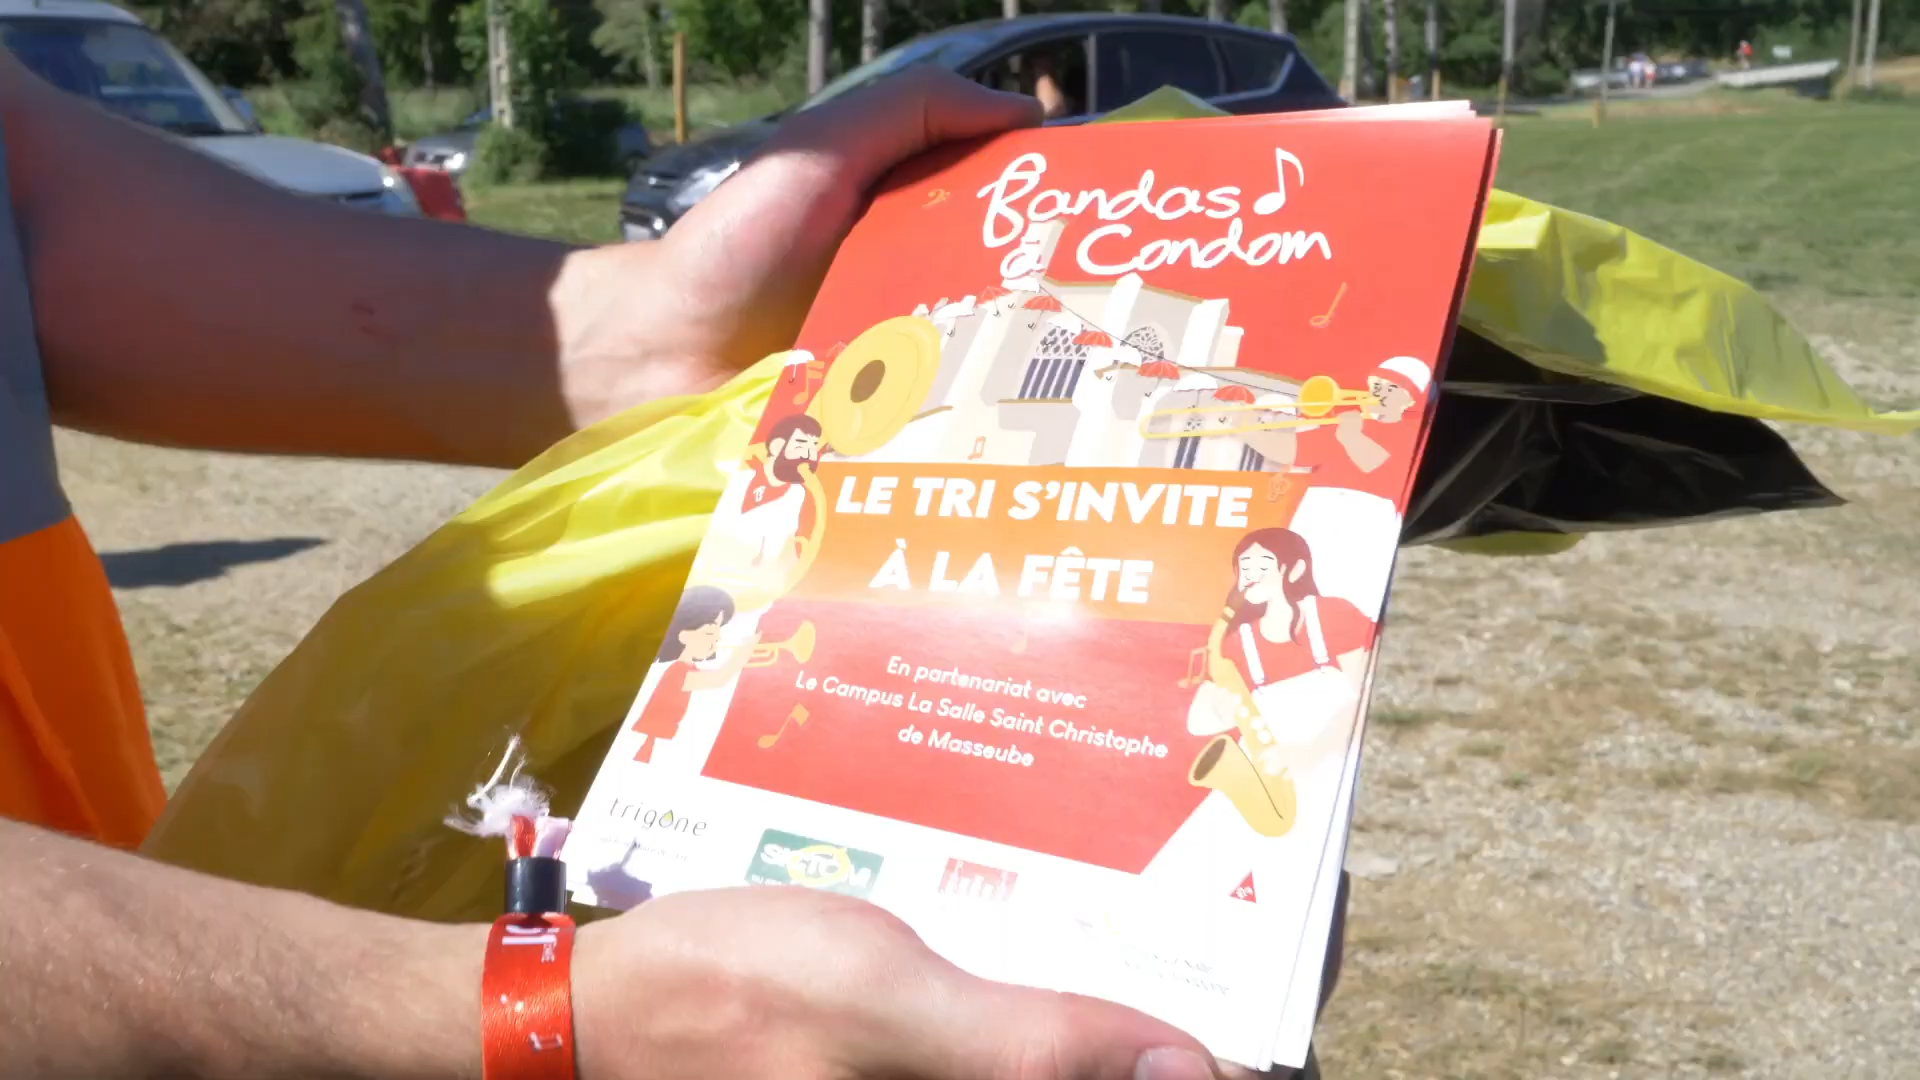 Bandas
à Condom
LE TRI S'INVITE
À LA FÊTE
En partenariat avec
Le Campus La Salle Saint Christophe
de Masseube
trigone
SICTOM